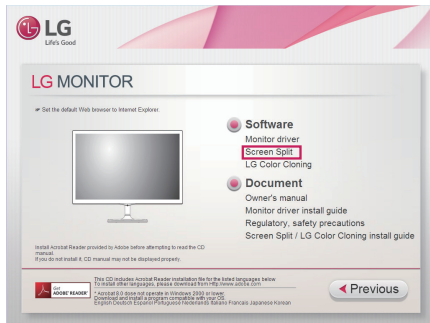 LG
Life's Good
LG MONITOR
Set the default Web browser to Internet Explorer.
Software
Monitor driver
Screen Split
LG Color Cloning
Document
Owner's manual
Monitor driver install guide
Regulatory, safety precautions
Screen Split / LG Color Cloning install guide
Install Acrobat Reader provided by Adobe before attempting to read the CD
manual.
If you do not install it, CD manual may not be displayed properly.
Get
ADOBE® READER®
This CD includes Acrobat Reader installation file for the listed languages below
To install other languages, please download from Http://www.adobe.com
* Acrobat 8.0 dose not operate in Windows 2000 or lower.
Download and install a program compatible with your OS.
English Deutsch Español Portuguese Nederlands Italiano Francais Japanese Korean
Previous